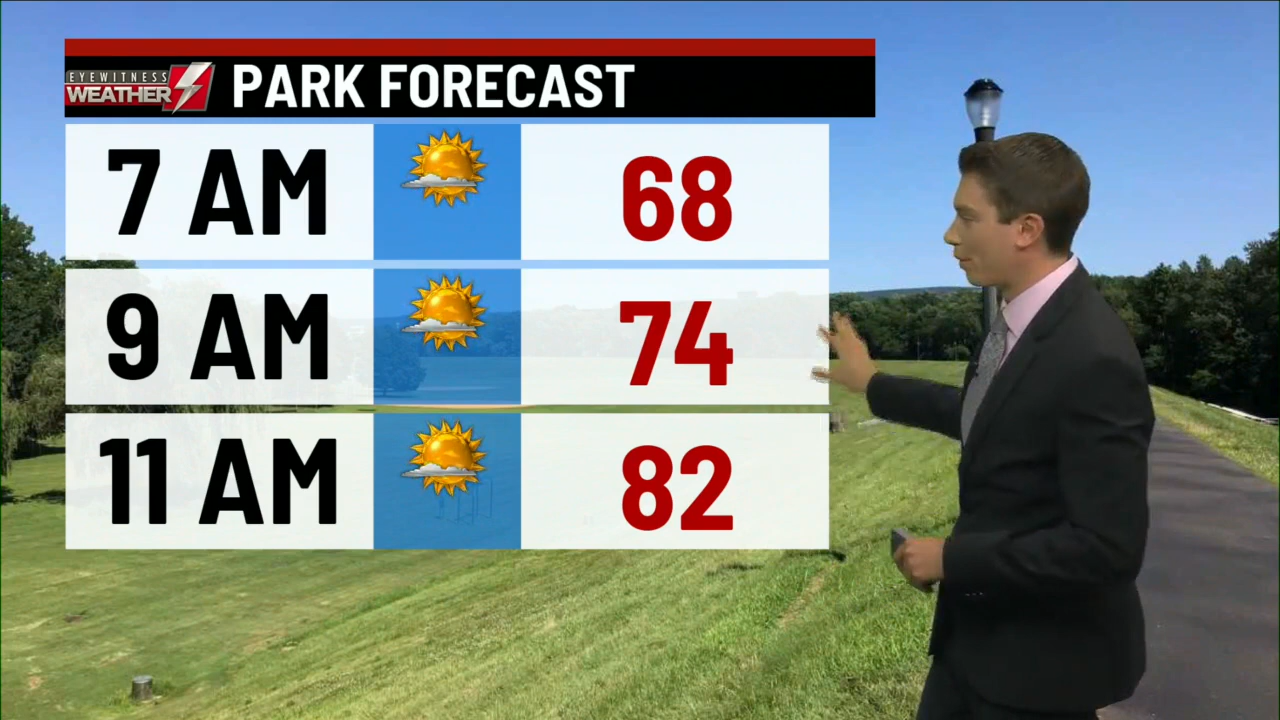 EYEWITNESS
WEATHER
PARK FORECAST
7 AM 68
9 AM 74
11 AM 82